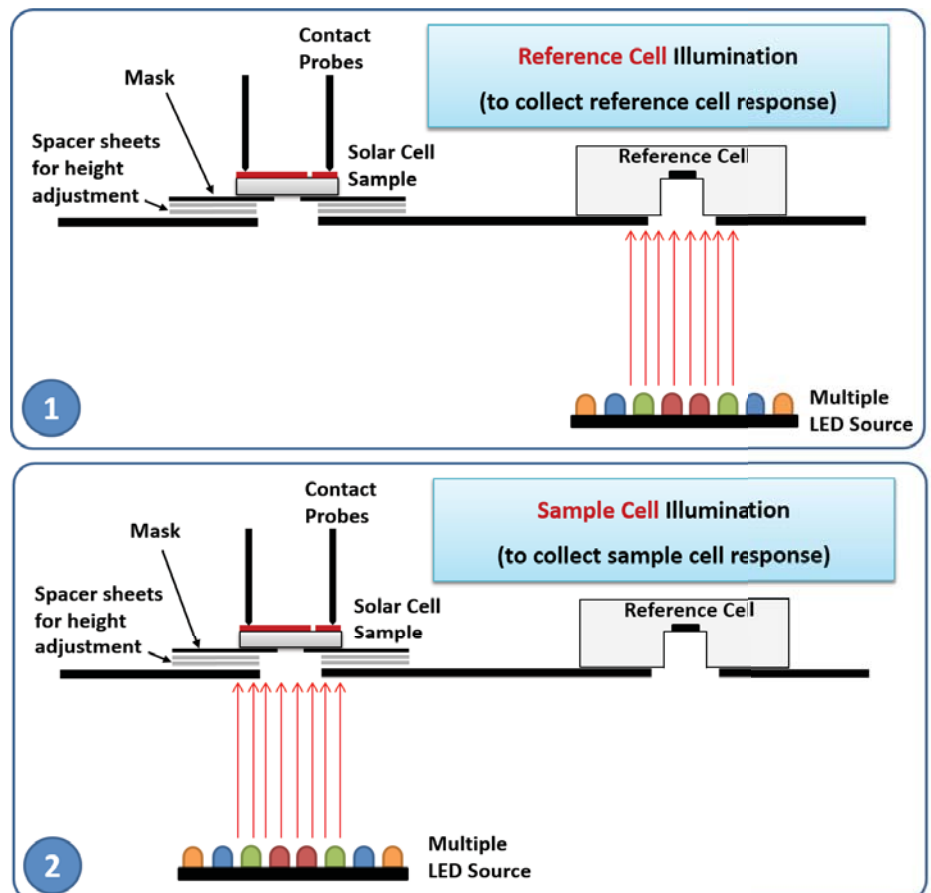 Contact
Probes
Mask
Spacer sheets
for height
adjustment
Solar Cell
Sample
Reference Cell Illumination
(to collect reference cell response)
Reference Cell
Multiple
LED Source
1
Contact
Probes
Mask
Spacer sheets
for height
adjustment
Solar Cell
Sample
Sample Cell Illumination
(to collect sample cell response)
Reference Cell
Multiple
LED Source
2